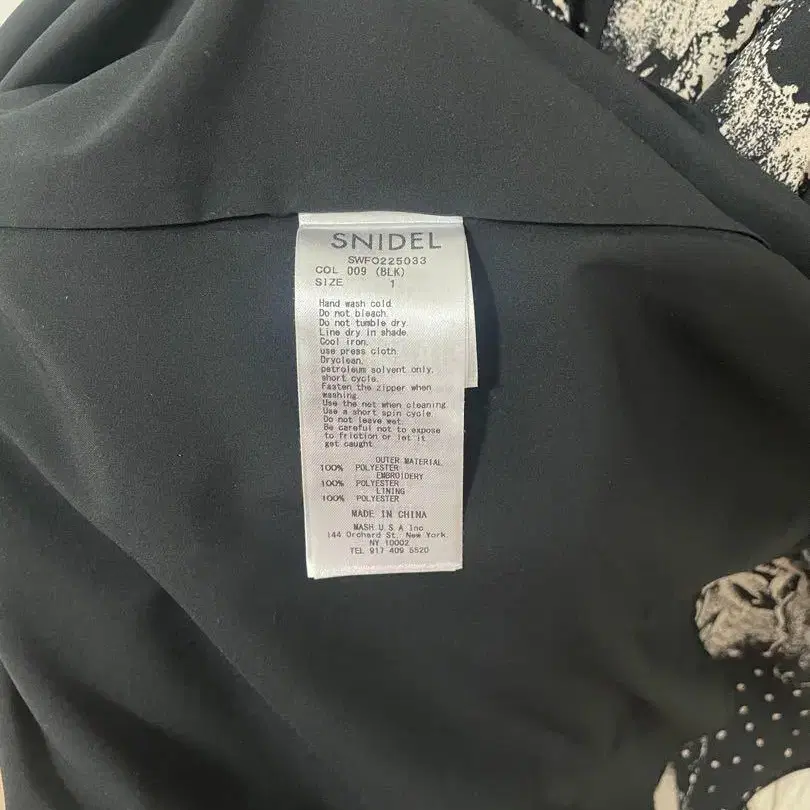 SNIDEL
SWFO225033
COL 009 (BLK)
SIZE 1
Hand wash cold.
Do not bleach.
Do not tumble dry.
Line dry in shade.
Cool iron.
use press cloth.
Dryclean,
petroleum solvent only,
short cycle.
Fasten the zipper when
washing.
Use the net when cleaning.
Use a short spin cycle.
Do not leave wet.
Be careful not to expose
to friction or let it
get caught.
OUTER MATERIAL
100% POLYESTER
EMBROIDERY
100% POLYESTER
LINING
100% POLYESTER
MADE IN CHINA
MASH U.S.A Inc
144 Orchard St. New York.
NY 10002
TEL 917 409 5520